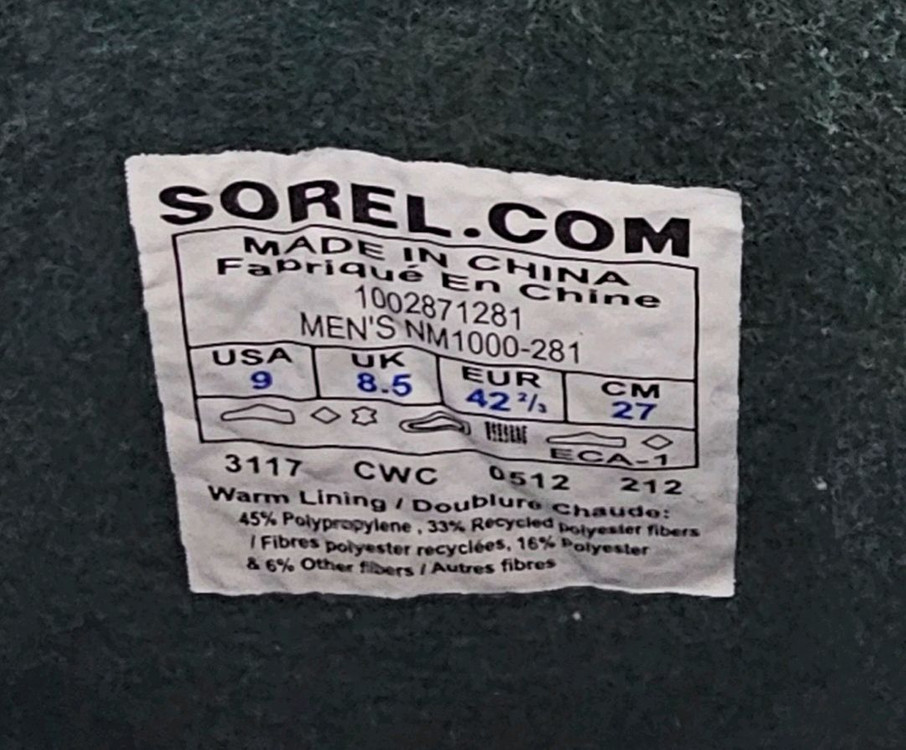 SOREL.COM
MADE IN CHINA
Fabriqué En Chine
1002871281
MEN'S NM1000-281
USA UK EUR CM
9 8.5 42 ²/₃ 27
ECA-1
3117 CWC 0512 212
Warm Lining / Doublure Chaude:
45% Polypropylene , 33% Recycled polyester fibers
/ Fibres polyester recyclées, 16% Polyester
& 6% Other fibers / Autres fibres